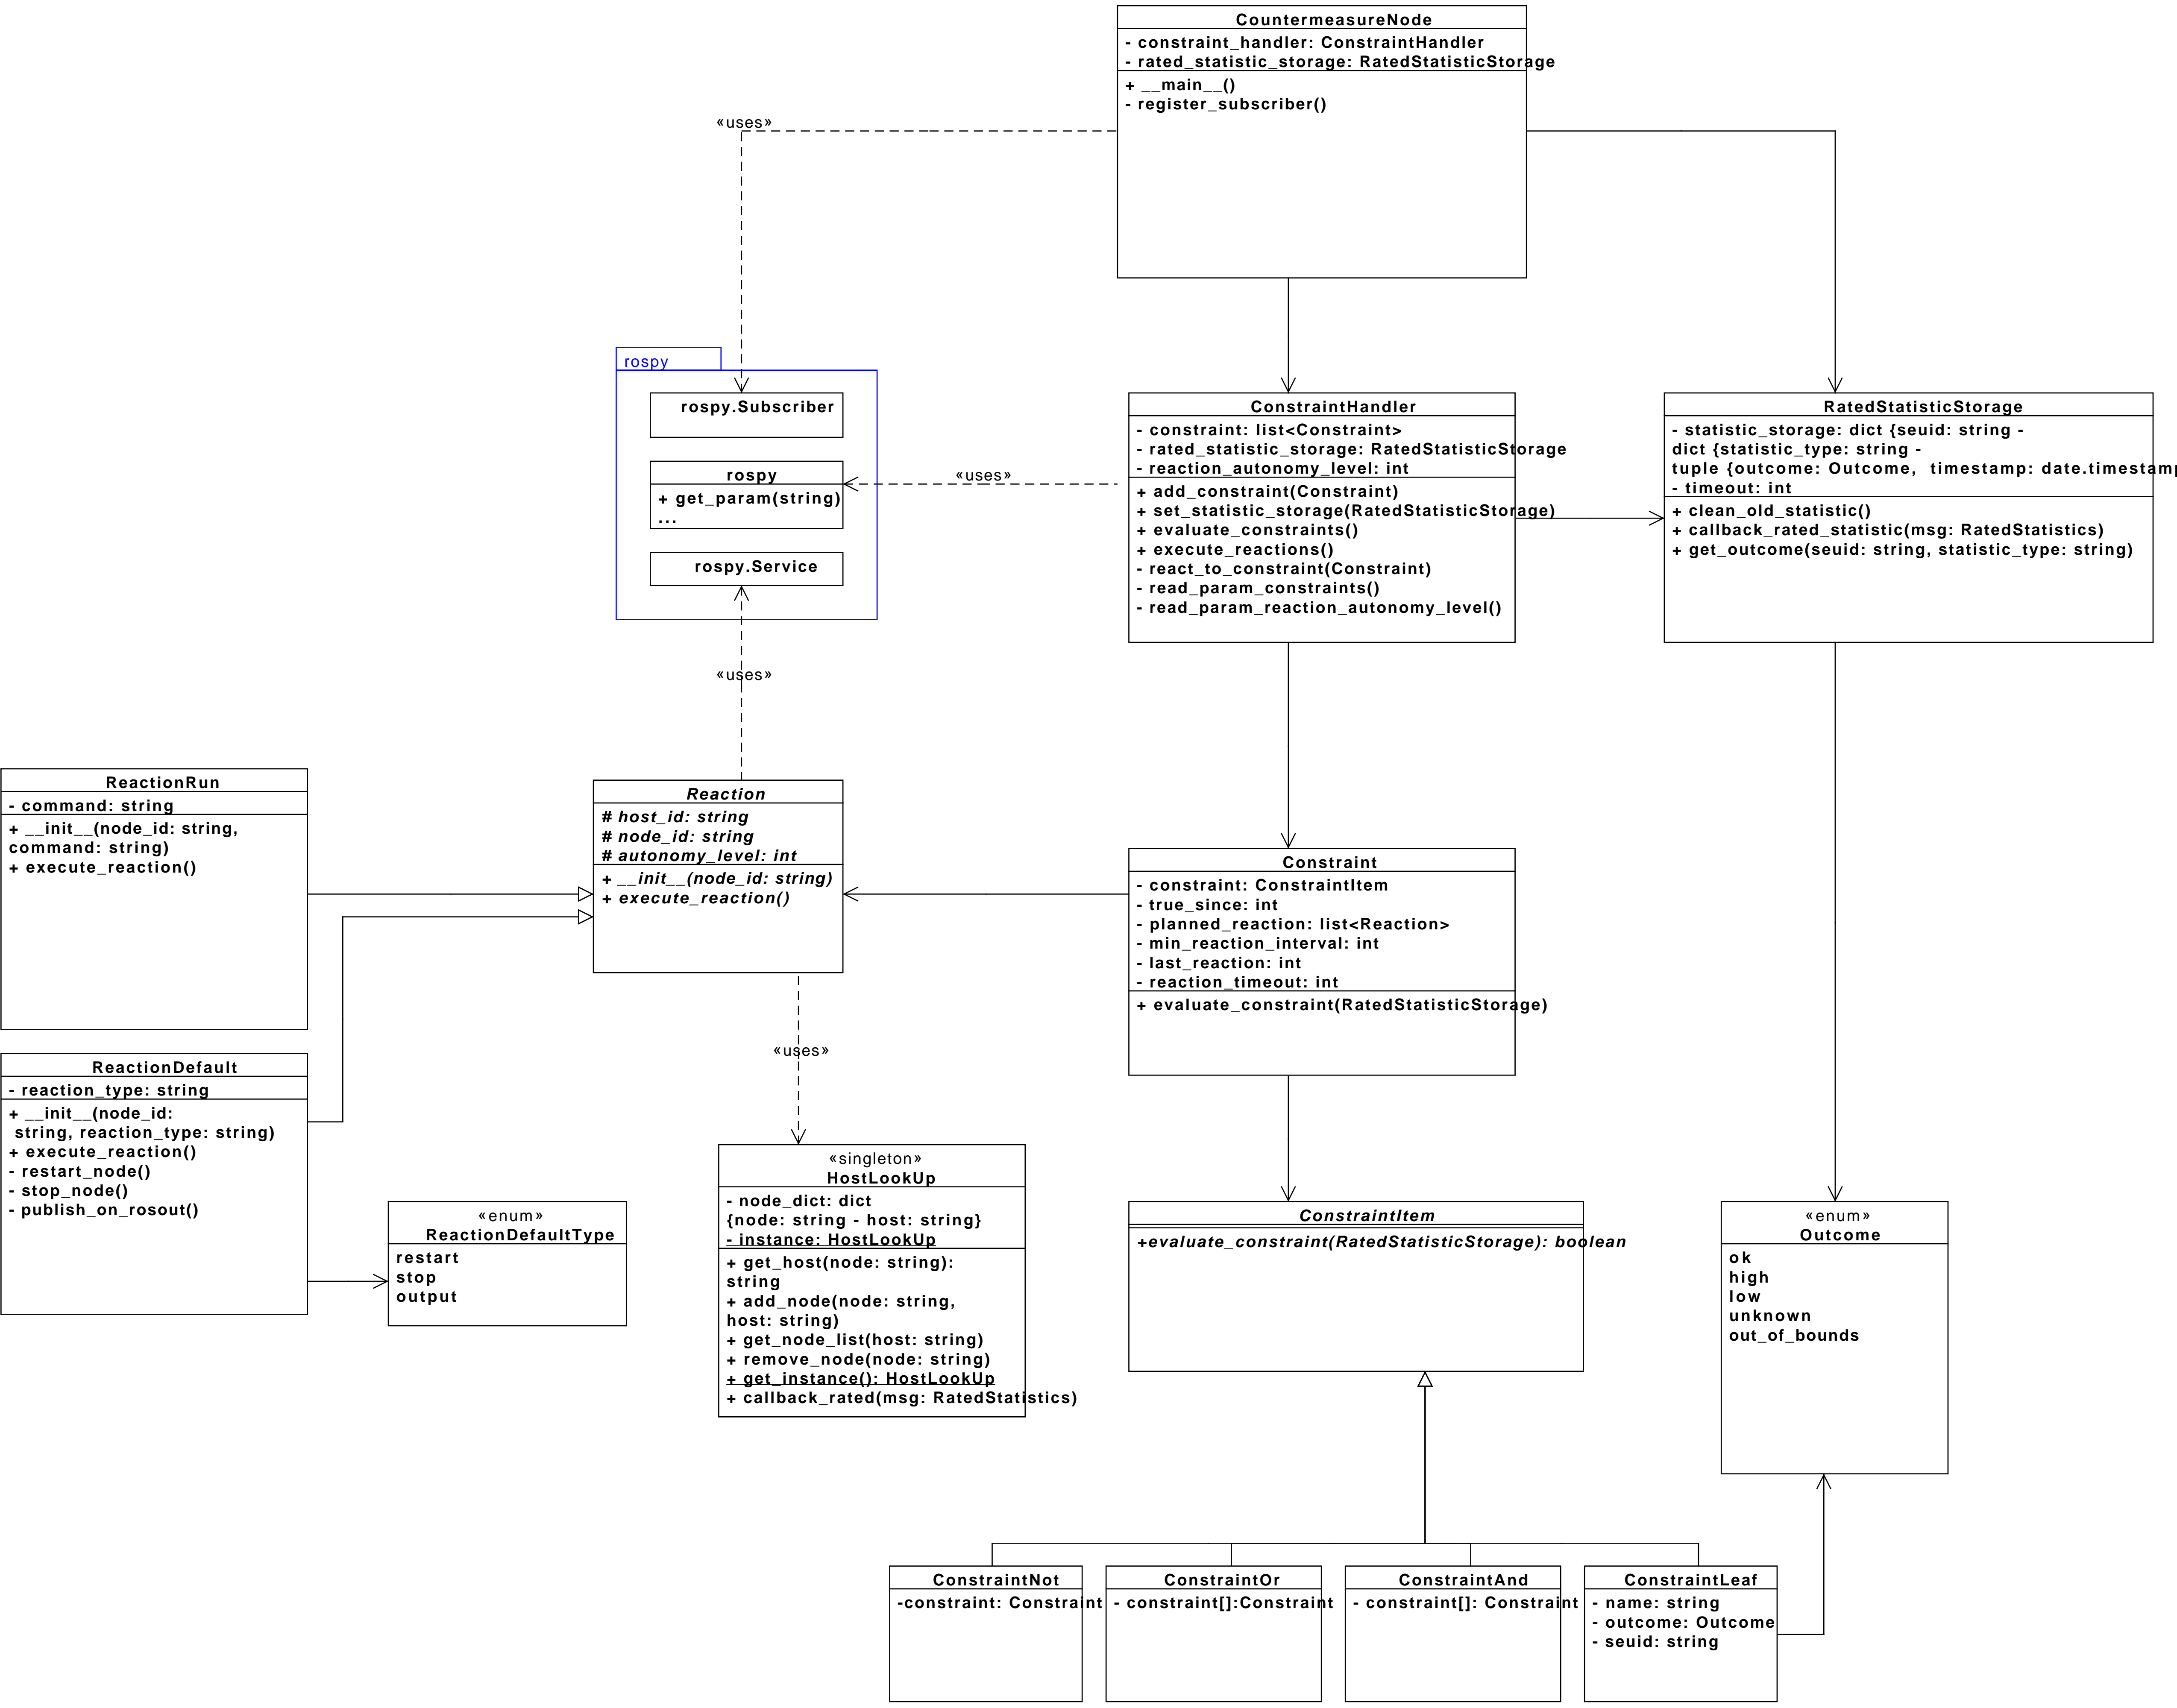 CountermeasureNode
- constraint_handler: ConstraintHandler
- rated_statistic_storage: RatedStatisticStorage
+ __main__()
- register_subscriber()
«uses»
rospy
rospy.Subscriber
rospy
+ get_param(string)
...
rospy.Service
«uses»
«uses»
ConstraintHandler
- constraint: list<Constraint>
- rated_statistic_storage: RatedStatisticStorage
- reaction_autonomy_level: int
+ add_constraint(Constraint)
+ set_statistic_storage(RatedStatisticStorage)
+ evaluate_constraints()
+ execute_reactions()
- react_to_constraint(Constraint)
- read_param_constraints()
- read_param_reaction_autonomy_level()
RatedStatisticStorage
- statistic_storage: dict {seuid: string -
dict {statistic_type: string -
tuple {outcome: Outcome, timestamp: date.timestamp
- timeout: int
+ clean_old_statistic()
+ callback_rated_statistic(msg: RatedStatistics)
+ get_outcome(seuid: string, statistic_type: string)
ReactionRun
- command: string
+ __init__(node_id: string,
command: string)
+ execute_reaction()
Reaction
# host_id: string
# node_id: string
# autonomy_level: int
+ __init__(node_id: string)
+ execute_reaction()
Constraint
- constraint: ConstraintItem
- true_since: int
- planned_reaction: list<Reaction>
- min_reaction_interval: int
- last_reaction: int
- reaction_timeout: int
+ evaluate_constraint(RatedStatisticStorage)
ReactionDefault
- reaction_type: string
+ __init__(node_id:
string, reaction_type: string)
+ execute_reaction()
- restart_node()
- stop_node()
- publish_on_rosout()
«uses»
«enum»
ReactionDefaultType
restart
stop
output
«singleton»
HostLookUp
- node_dict: dict
{node: string - host: string}
- instance: HostLookUp
+ get_host(node: string):
string
+ add_node(node: string,
host: string)
+ get_node_list(host: string)
+ remove_node(node: string)
+ get_instance(): HostLookUp
+ callback_rated(msg: RatedStatistics)
ConstraintItem
+evaluate_constraint(RatedStatisticStorage): boolean
«enum»
Outcome
ok
high
low
unknown
out_of_bounds
ConstraintNot
-constraint: Constraint
ConstraintOr
- constraint[]:Constraint
ConstraintAnd
- constraint[]: Constraint
ConstraintLeaf
- name: string
- outcome: Outcome
- seuid: string